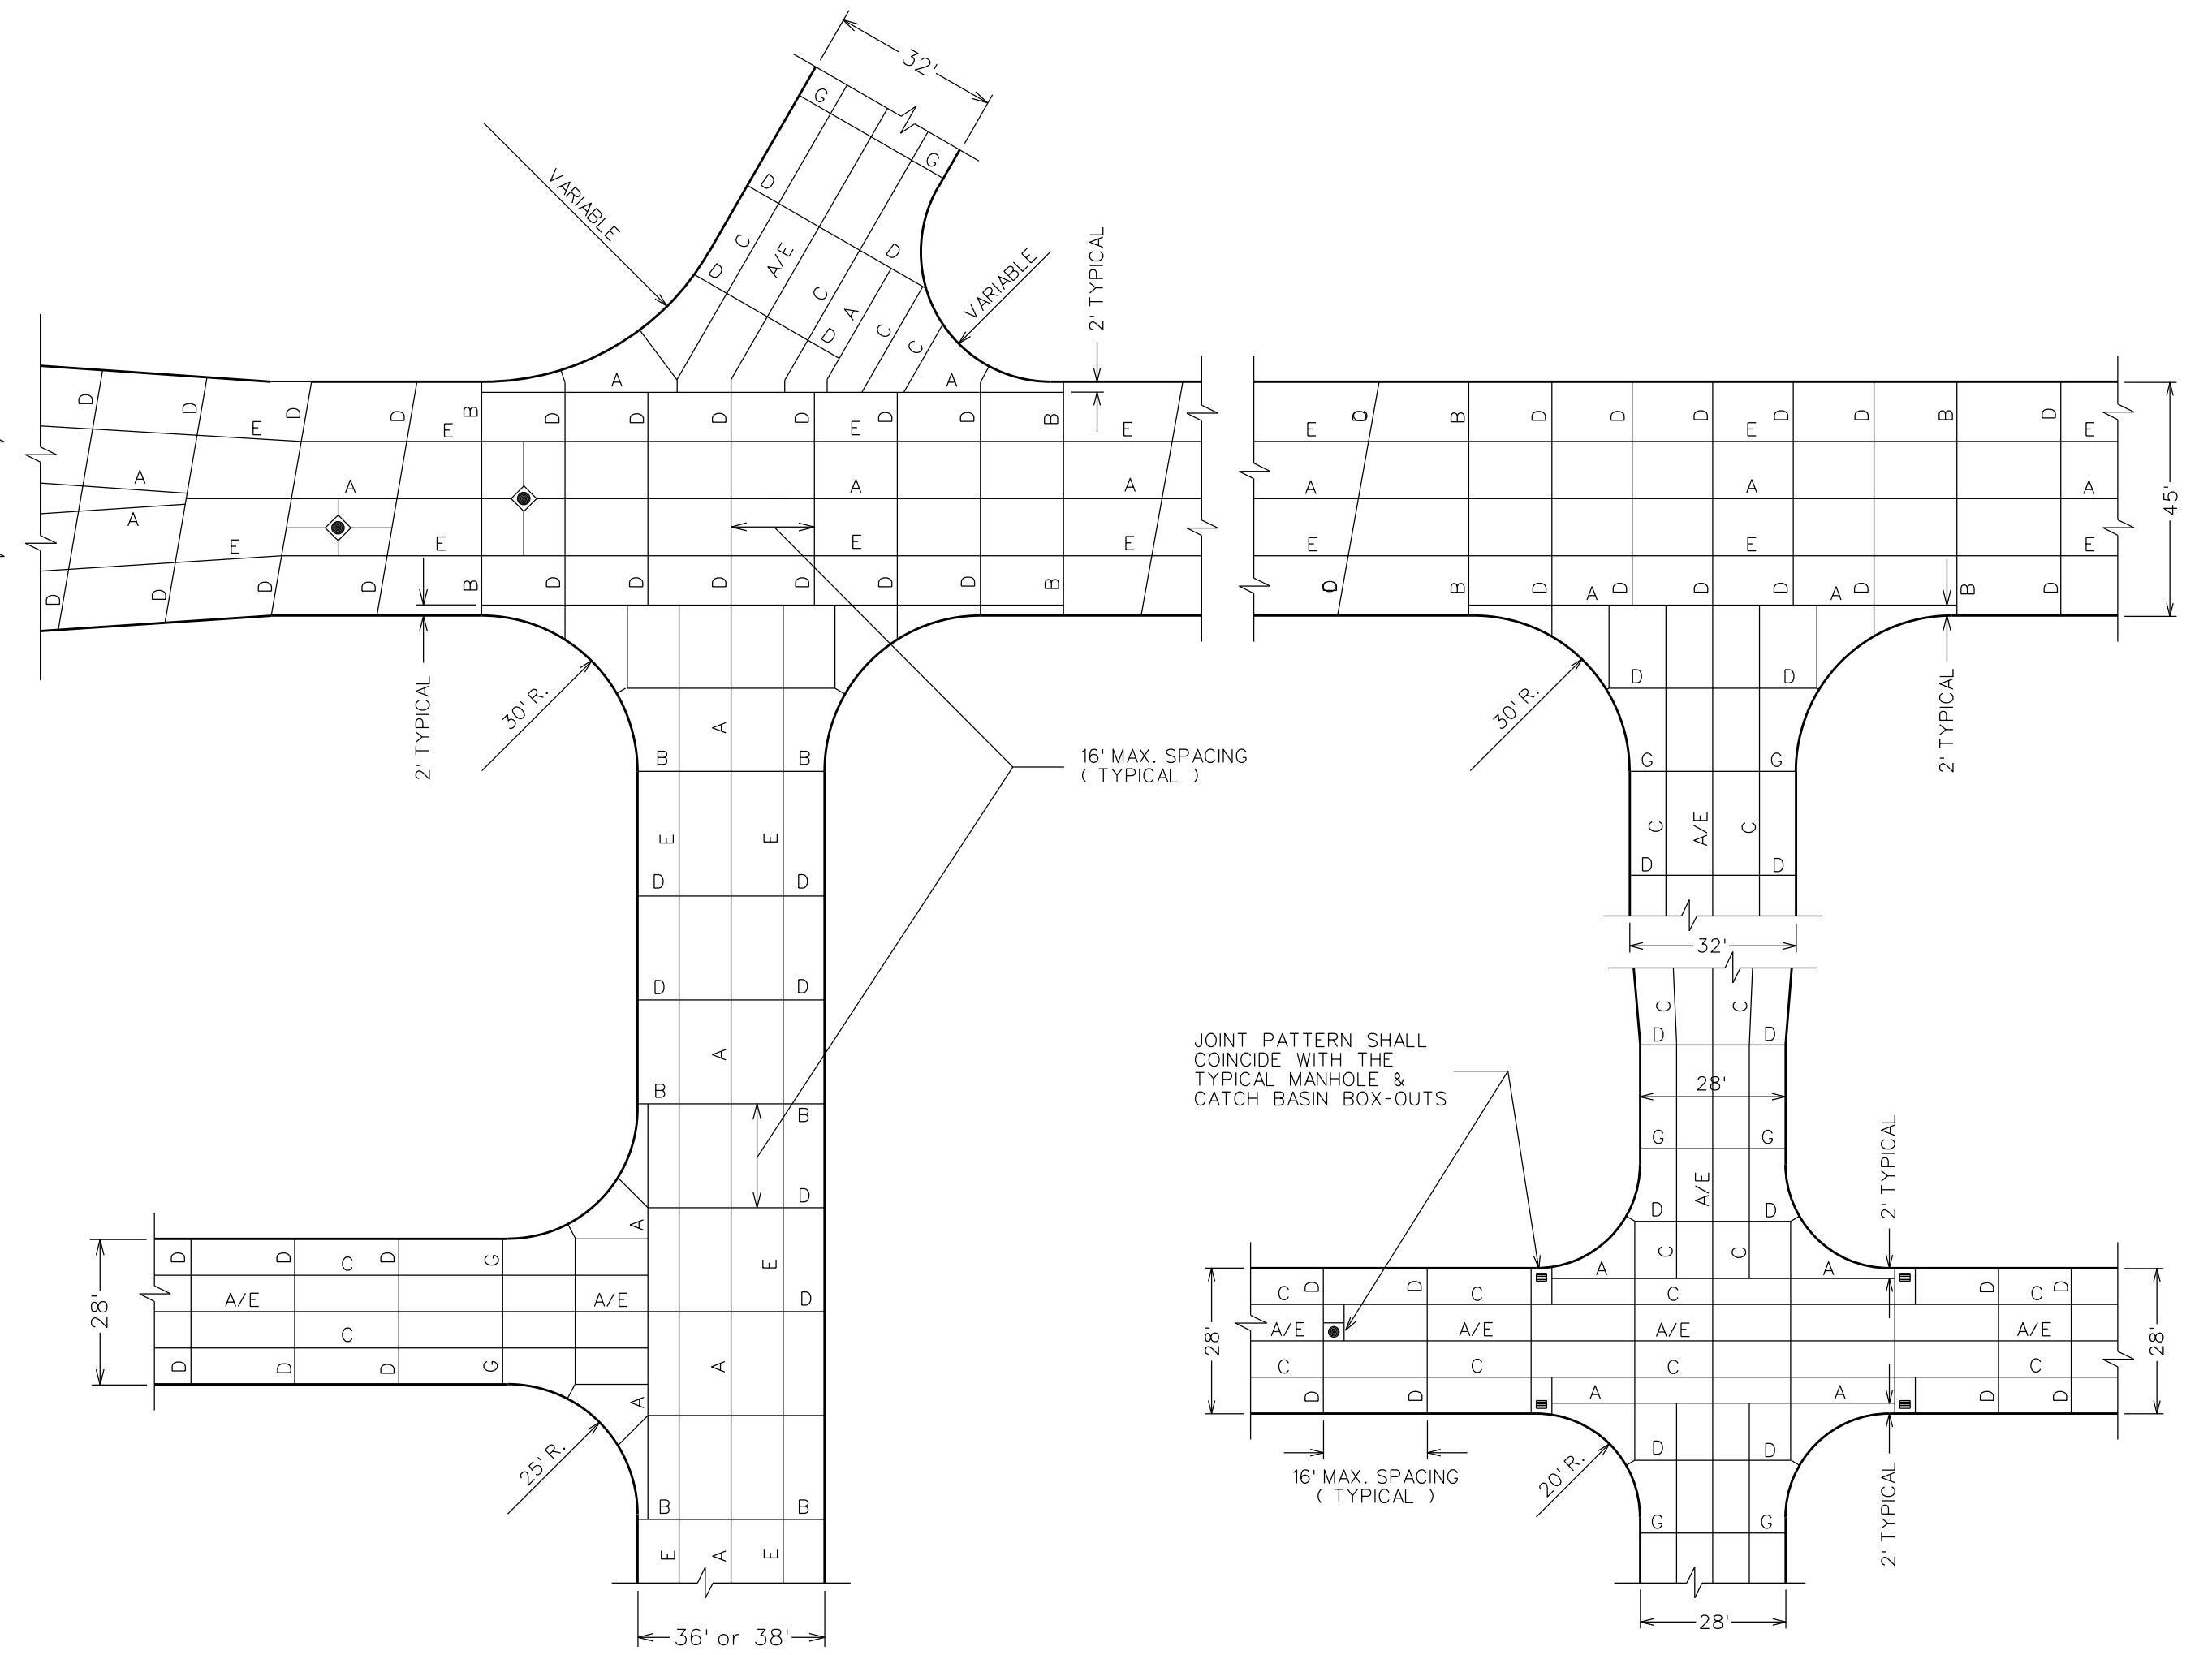 32'
G
G
VARIABLE
D
C
A/E
D
D
C
A
D
C
C
VARIABLE
2' TYPICAL
A
A
D
D
D
D
B
D
D
D
D
D
D
B
E
E
E
E
A
A
A
A
A
E
E
E
E
D
D
D
D
B
D
D
D
D
D
D
B
D
B
D
D
D
D
D
B
D
E
E
E
A
A
A
45'
E
E
E
D
B
D
A
D
D
D
A
D
B
D
2' TYPICAL
30' R.
A
B
B
16' MAX. SPACING
( TYPICAL )
30' R.
D
D
2' TYPICAL
G
G
C
A/E
C
D
D
32'
E
E
D
D
D
D
A
B
B
D
A
E
D
A
A
B
B
E
A
E
36' or 38'
28'
D
D
C
D
G
A/E
A/E
C
D
D
D
G
25' R.
JOINT PATTERN SHALL
COINCIDE WITH THE
TYPICAL MANHOLE &
CATCH BASIN BOX-OUTS
C
C
D
D
28'
G
G
A/E
D
D
2' TYPICAL
C
C
A
A
28'
C
D
D
C
C
D
C
D
A/E
A/E
A/E
A/E
28'
C
C
C
C
D
D
A
A
D
D
16' MAX. SPACING
( TYPICAL )
20' R.
D
D
G
G
2' TYPICAL
28'